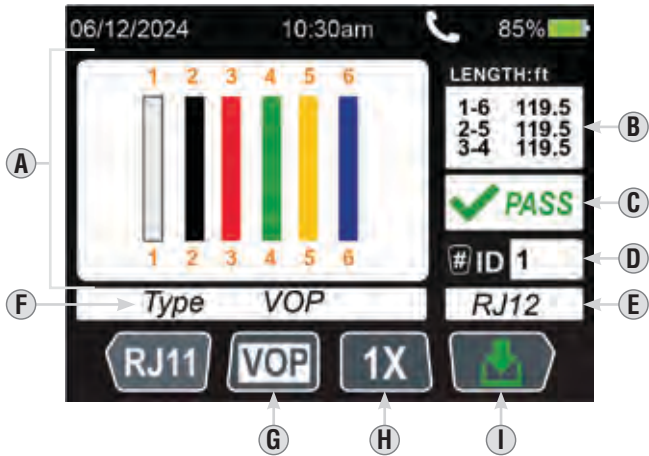 06/12/2024 10:30am 85%
1 2 3 4 5 6
1 2 3 4 5 6
LENGTH:ft
1-6 119.5
2-5 119.5
3-4 119.5
PASS
# ID 1
Type VOP
RJ12
RJ11 VOP 1X
A
B
C
D
E
F
G
H
I